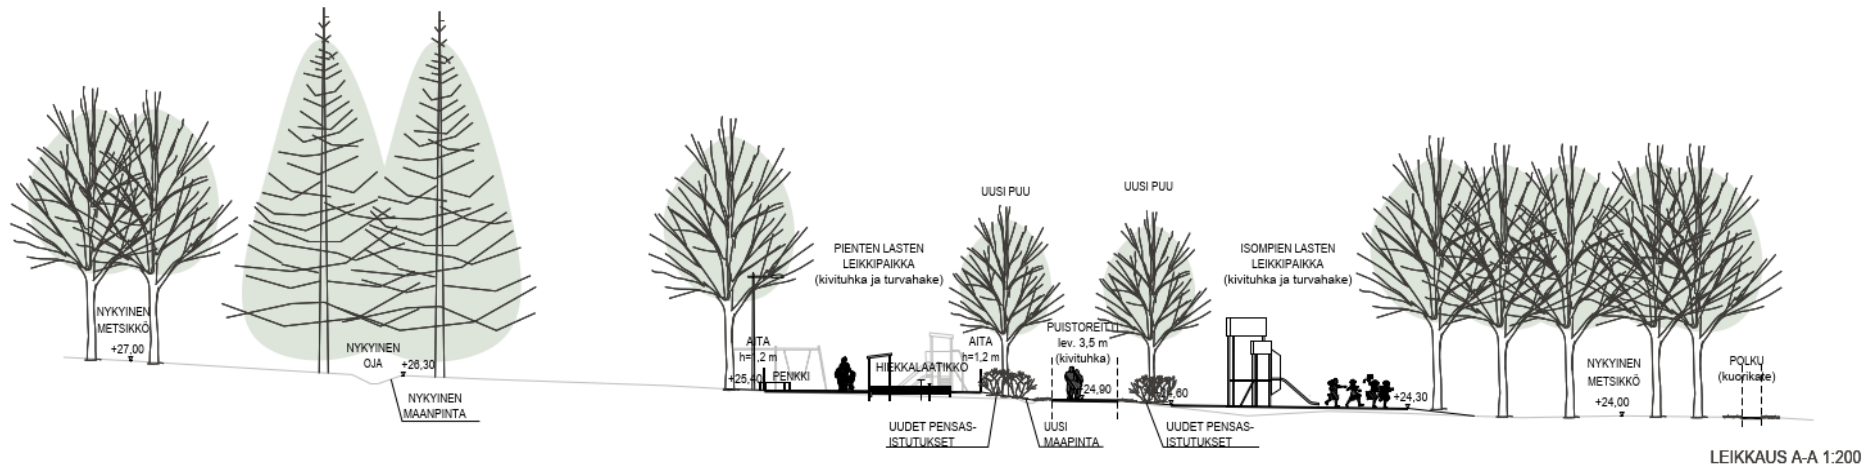 NYKYINEN
METSIKKÖ
+27,00
NYKYINEN
OJA
+26,30
NYKYINEN
MAANPINTA
AITA
h=1,2 m
+25,40
PENKKI
PIENTEN LASTEN
LEIKKIPAIKKA
(kivituhka ja turvahake)
HIEKKALAATIKKO
AITA
h=1,2 m
UUSI PUU
UUDET PENSAS-
ISTUTUKSET
UUSI
MAAPINTA
PUISTOREITTI
lev. 3,5 m
(kivituhka)
+24,90
UUSI PUU
UUDET PENSAS-
ISTUTUKSET
ISOMPIEN LASTEN
LEIKKIPAIKKA
(kivituhka ja turvahake)
+24,30
NYKYINEN
METSIKKÖ
+24,00
POLKU
(kuorikate)
LEIKKAUS A-A 1:200